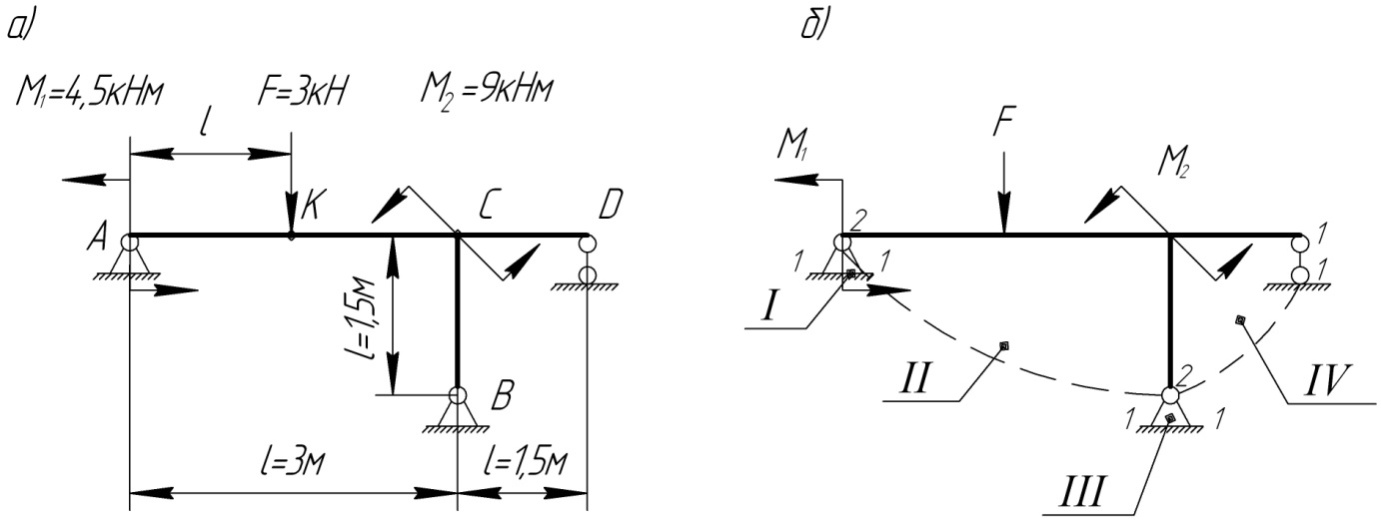 а)
б)
M₁=4,5кНм
F=3кН
M₂=9кНм
l
K
C
D
A
l=1,5м
B
l=3м
l=1,5м
F
M₁
M₂
2
1
1
1
1
I
II
2
IV
1
1
III